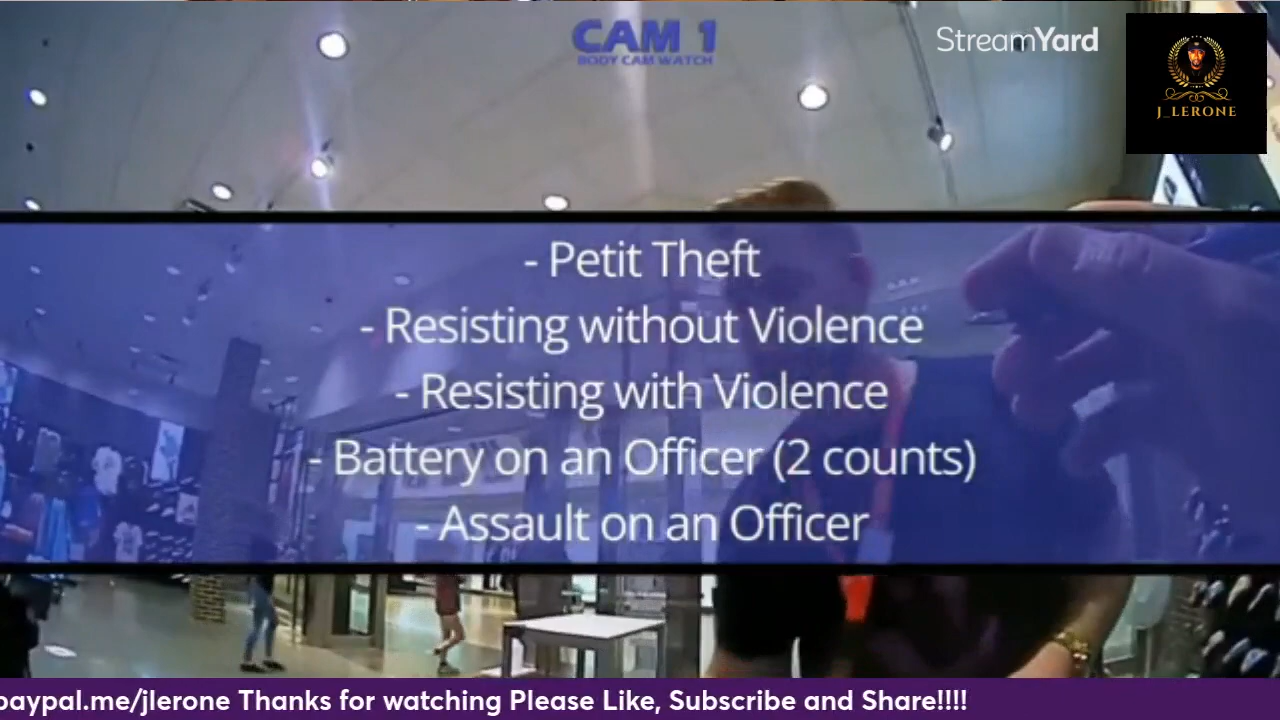 CAM 1
BODY CAM WATCH
StreamYard
J_LERONE
- Petit Theft
- Resisting without Violence
- Resisting with Violence
- Battery on an Officer (2 counts)
- Assault on an Officer
paypal.me/jlerone Thanks for watching Please Like, Subscribe and Share!!!!